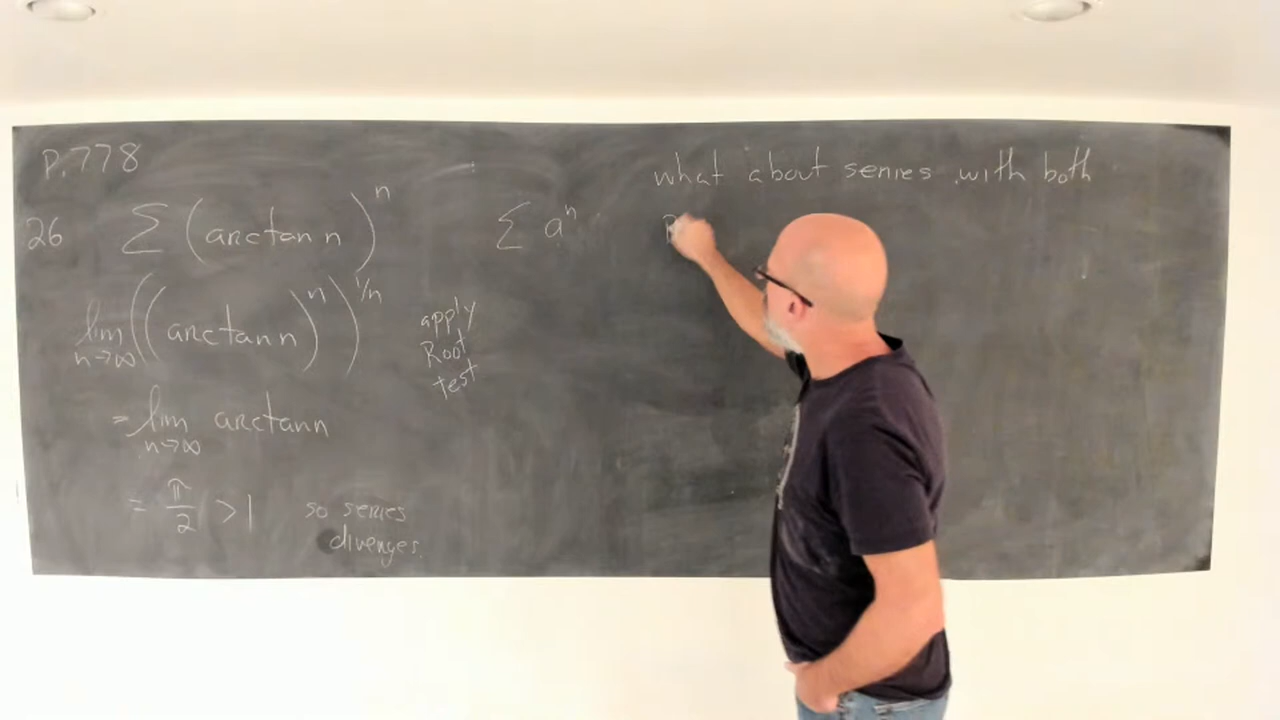 P.778
26 ∑ (arctan n)^n
lim n→∞ ((arctan n)^n)^1/n
apply
Root
test
= lim n→∞ arctan n
= π/2 > 1
so series
diverges.
∑ a^n
what about series with both
P